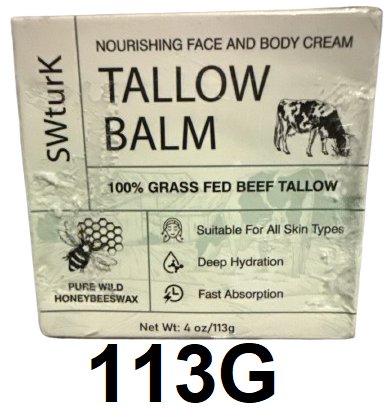 SWturK
NOURISHING FACE AND BODY CREAM
TALLOW
BALM
100% GRASS FED BEEF TALLOW
PURE WILD
HONEYBEESWAX
Suitable For All Skin Types
Deep Hydration
Fast Absorption
Net Wt: 4 oz/113g
113G